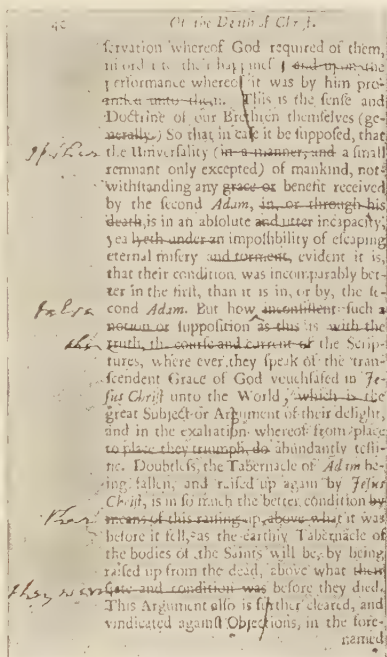 42 Of the Death of Christ.
servation whereof God required of them,
in order to their happiness, and upon the
performance whereof it was by him pro-
mised unto them. This is the sense and
Doctrine of our Brethren themselves (ge-
nerally.) So that in case it be supposed, that
the Universality (in a manner, and a small
remnant only excepted) of mankind, not-
withstanding any grace or benefit received
by the second Adam, in, or through his
death, is in an absolute and utter incapacity,
yea lyeth under an impossibility of escaping
eternal misery and torment, evident it is,
that their condition was incomparably bet-
ter in the first, than it is in, or by, the se-
false cond Adam. But how inconsistent such a
notion or supposition as this is with the
truth, the course and current of the Scrip-
tures, where ever they speak of the tran-
scendent Grace of God vouchsafed in Je-
sus Christ unto the World, which is the
great Subject or Argument of their delight,
and in the exaltation whereof from place
to place they triumph, do abundantly testi-
fie. Doubtless, the Tabernacle of Adam be-
ing fallen, and raised up again by Jesus
Christ, is in so much the better condition by
than means of this raising up, above what it was
before it fell, as the earthly Tabernacle of
the bodies of the Saints will be, by being
raised up from the dead, above what their
they were state and condition was before they died.
This Argument also is further cleared, and
vindicated against Objections, in the fore-
named